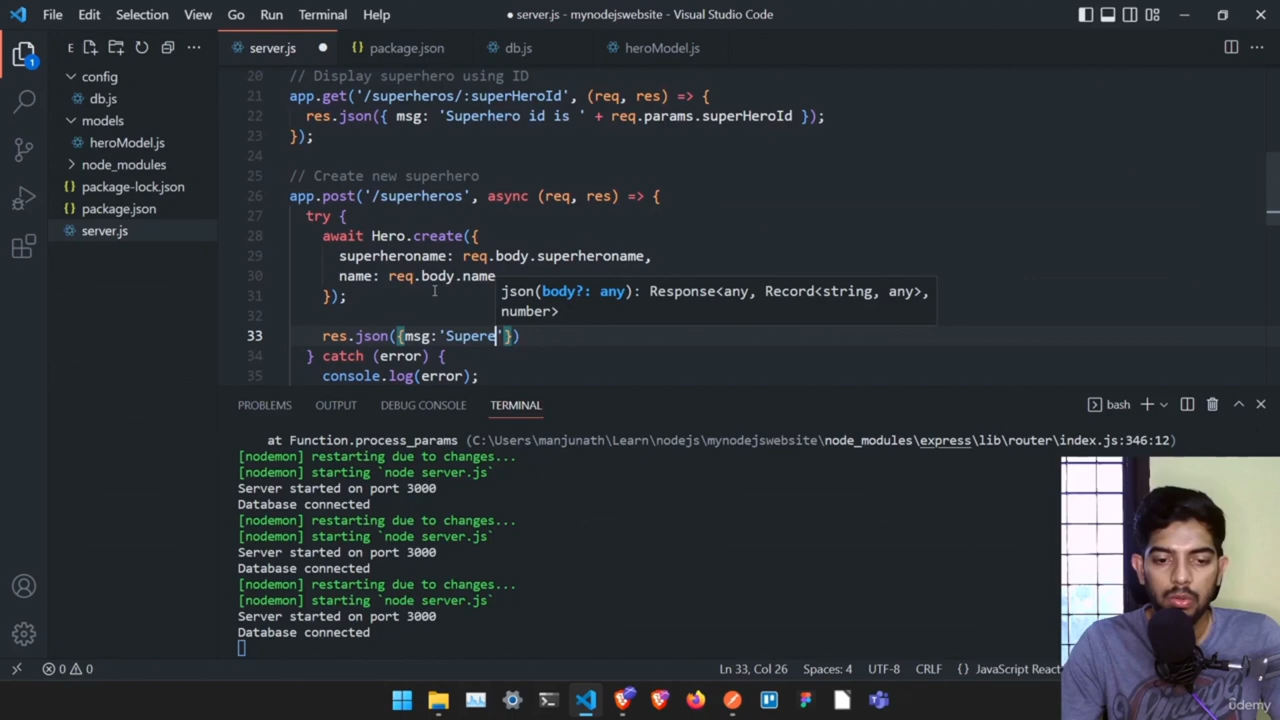 File Edit Selection View Go Run Terminal Help
● server.js - mynodejswebsite - Visual Studio Code
E
server.js
package.json
db.js
heroModel.js
config
db.js
models
heroModel.js
node_modules
package-lock.json
package.json
server.js
1
20 // Display superhero using ID
21 app.get('/superheros/:superHeroId', (req, res) => {
22 res.json({ msg: 'Superhero id is ' + req.params.superHeroId });
23 });
24
25 // Create new superhero
26 app.post('/superheros', async (req, res) => {
27 try {
28 await Hero.create({
29 superheroname: req.body.superheroname,
30 name: req.body.name
31 });
32
33 res.json({msg:'Supere'})
34 } catch (error) {
35 console.log(error);
json(body?: any): Response<any, Record<string, any>,
number>
PROBLEMS OUTPUT DEBUG CONSOLE TERMINAL
bash
at Function.process_params (C:\Users\manjunath\Learn\nodejs\mynodejswebsite\node_modules\express\lib\router\index.js:346:12)
[nodemon] restarting due to changes...
[nodemon] starting `node server.js`
Server started on port 3000
Database connected
[nodemon] restarting due to changes...
[nodemon] starting `node server.js`
Server started on port 3000
Database connected
[nodemon] restarting due to changes...
[nodemon] starting `node server.js`
Server started on port 3000
Database connected
0 0
Ln 33, Col 26 Spaces: 4 UTF-8 CRLF {} JavaScript React
udemy